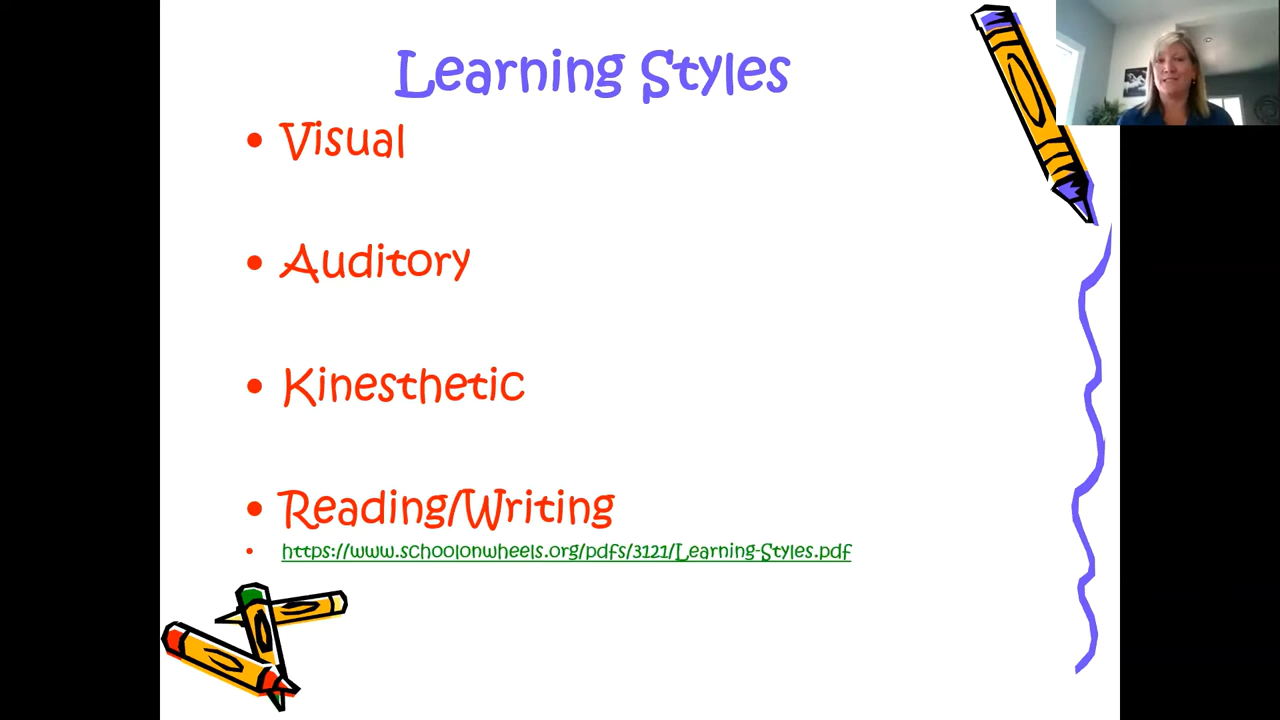 Learning Styles
• Visual
• Auditory
• Kinesthetic
• Reading/Writing
• https://www.schoolonwheels.org/pdfs/3121/Learning-Styles.pdf